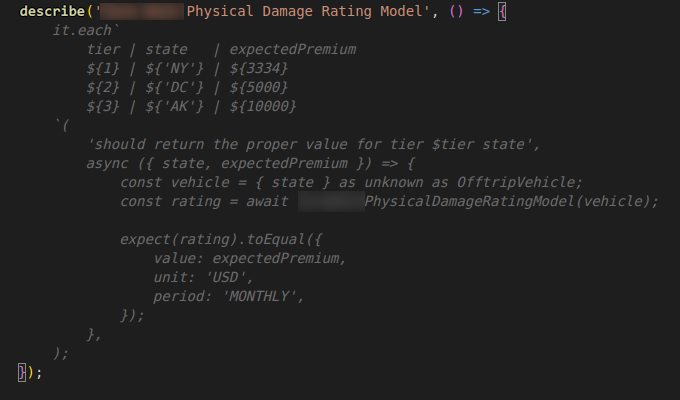 describe(' Physical Damage Rating Model', () => {
it.each`
tier | state   | expectedPremium
${1} | ${'NY'} | ${3334}
${2} | ${'DC'} | ${5000}
${3} | ${'AK'} | ${10000}
`(
'should return the proper value for tier $tier state',
async ({ state, expectedPremium }) => {
const vehicle = { state } as unknown as OfftripVehicle;
const rating = await PhysicalDamageRatingModel(vehicle);
expect(rating).toEqual({
value: expectedPremium,
unit: 'USD',
period: 'MONTHLY',
});
},
);
});